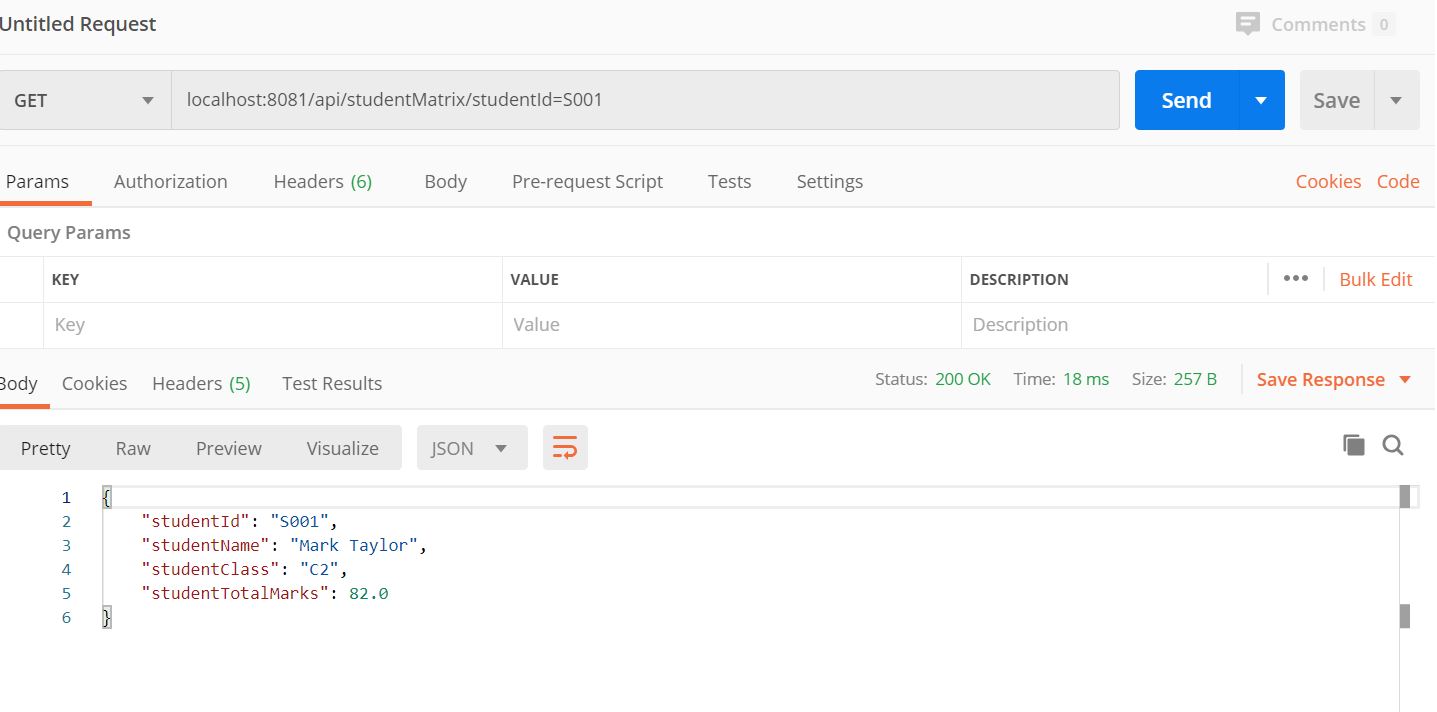 Untitled Request
Comments 0
GET localhost:8081/api/studentMatrix/studentId=S001 Send Save
Params Authorization Headers (6) Body Pre-request Script Tests Settings Cookies Code
Query Params
KEY VALUE DESCRIPTION ••• Bulk Edit
Key Value Description
Body Cookies Headers (5) Test Results Status: 200 OK Time: 18 ms Size: 257 B Save Response
Pretty Raw Preview Visualize JSON
1 {
2 "studentId": "S001",
3 "studentName": "Mark Taylor",
4 "studentClass": "C2",
5 "studentTotalMarks": 82.0
6 }